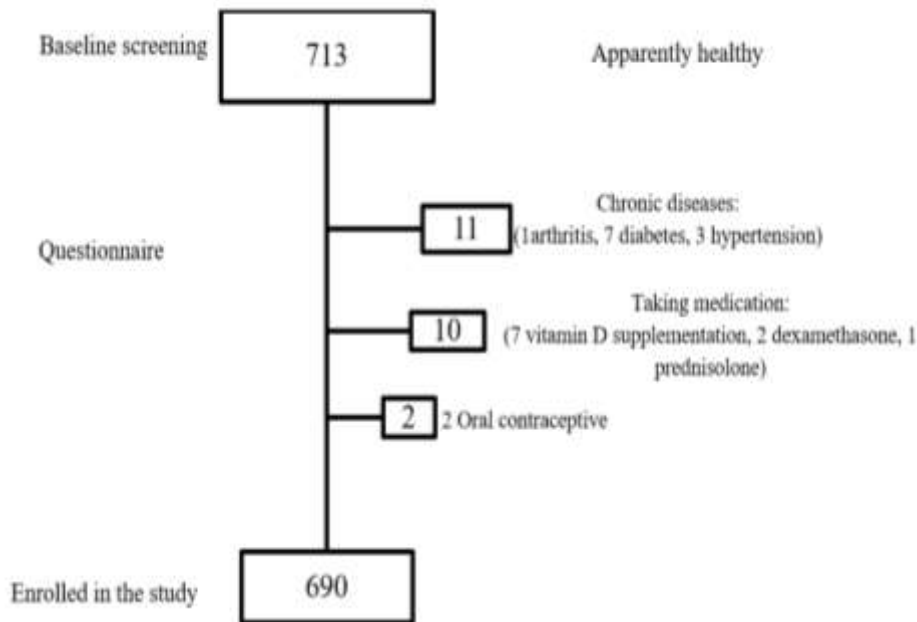 Baseline screening
713
Apparently healthy
Chronic diseases:
11
(1arthritis, 7 diabetes, 3 hypertension)
Questionnaire
Taking medication:
10
(7 vitamin D supplementation, 2 dexamethasone, 1
prednisolone)
2
2 Oral contraceptive
Enrolled in the study
690